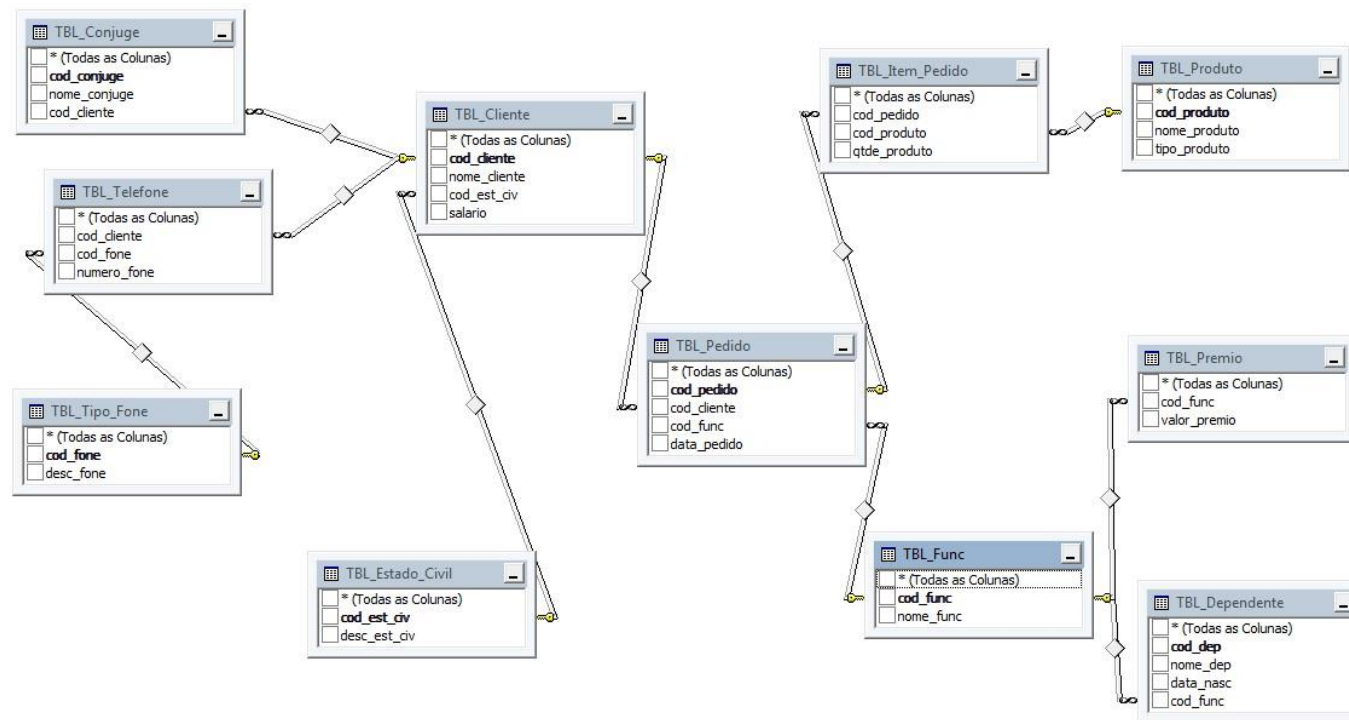 TBL_Conjuge
* (Todas as Colunas)
cod_conjuge
nome_conjuge
cod_cliente
TBL_Telefone
* (Todas as Colunas)
cod_cliente
cod_fone
numero_fone
TBL_Tipo_Fone
* (Todas as Colunas)
cod_fone
desc_fone
TBL_Cliente
* (Todas as Colunas)
cod_cliente
nome_cliente
cod_est_civ
salario
TBL_Estado_Civil
* (Todas as Colunas)
cod_est_civ
desc_est_civ
TBL_Pedido
* (Todas as Colunas)
cod_pedido
cod_cliente
cod_func
data_pedido
TBL_Item_Pedido
* (Todas as Colunas)
cod_pedido
cod_produto
qtde_produto
TBL_Produto
* (Todas as Colunas)
cod_produto
nome_produto
tipo_produto
TBL_Func
* (Todas as Colunas)
cod_func
nome_func
TBL_Premio
* (Todas as Colunas)
cod_func
valor_premio
TBL_Dependente
* (Todas as Colunas)
cod_dep
nome_dep
data_nasc
cod_func